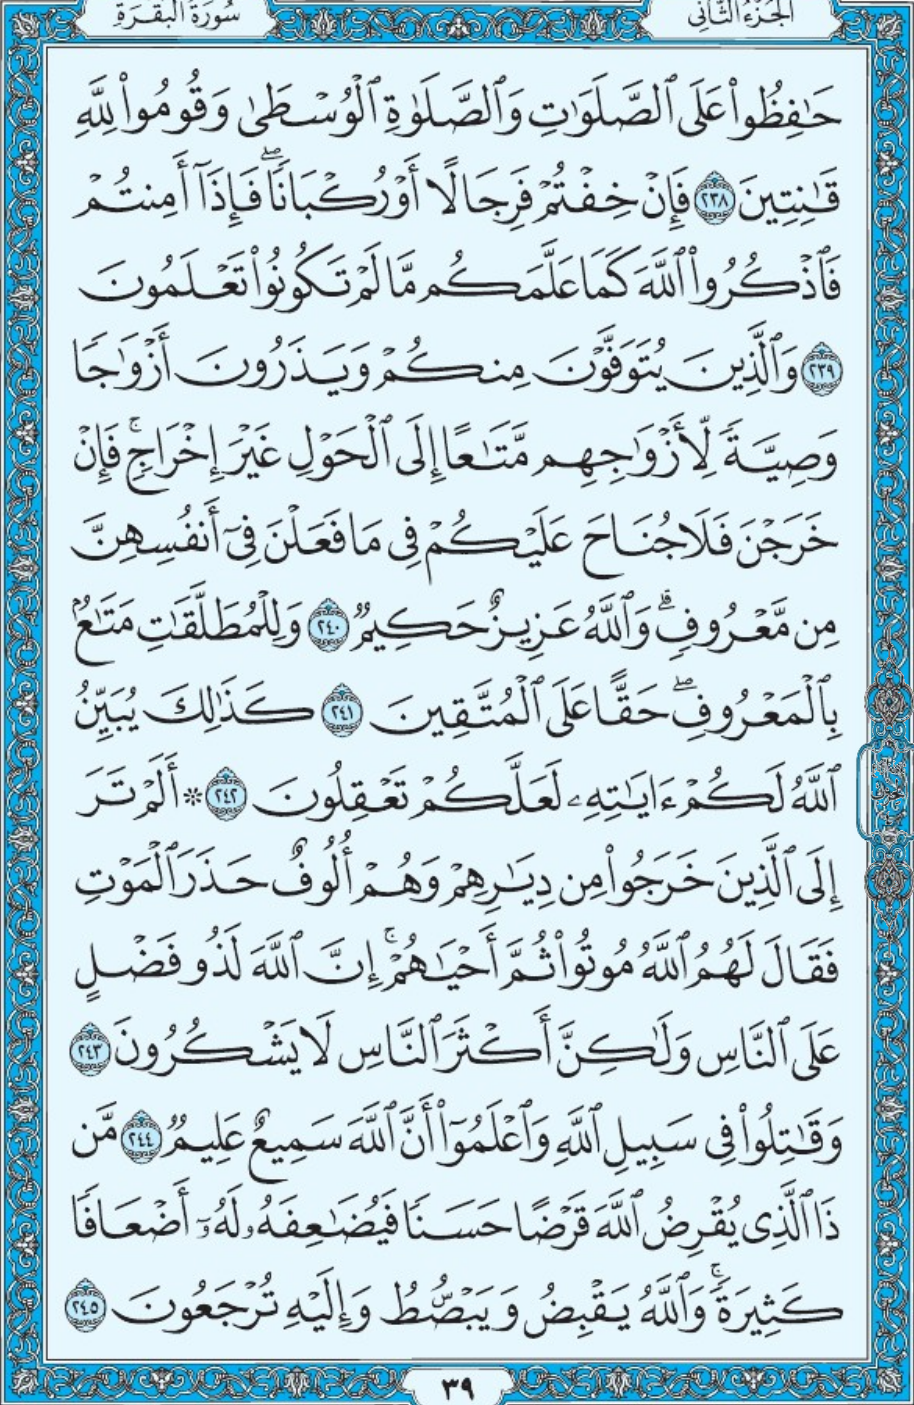 الجزء الثاني
سورة البقرة
حَٰفِظُوا۟ عَلَى ٱلصَّلَوَٰتِ وَٱلصَّلَوٰةِ ٱلْوُسْطَىٰ وَقُومُوا۟ لِلَّهِ
قَٰنِتِينَ ٢٣٨ فَإِنْ خِفْتُمْ فَرِجَالًا أَوْ رُكْبَانًا ۖ فَإِذَآ أَمِنتُمْ
فَٱذْكُرُوا۟ ٱللَّهَ كَمَا عَلَّمَكُم مَّا لَمْ تَكُونُوا۟ تَعْلَمُونَ
٢٣٩ وَٱلَّذِينَ يُتَوَفَّوْنَ مِنكُمْ وَيَذَرُونَ أَزْوَٰجًا
وَصِيَّةً لِّأَزْوَٰجِهِم مَّتَٰعًا إِلَى ٱلْحَوْلِ غَيْرَ إِخْرَاجٍ ۚ فَإِنْ
خَرَجْنَ فَلَا جُنَاحَ عَلَيْكُمْ فِى مَا فَعَلْنَ فِىٓ أَنفُسِهِنَّ
مِن مَّعْرُوفٍ ۗ وَٱللَّهُ عَزِيزٌ حَكِيمٌ ٢٤٠ وَلِلْمُطَلَّقَٰتِ مَتَٰعٌۢ
بِٱلْمَعْرُوفِ ۖ حَقًّا عَلَى ٱلْمُتَّقِينَ ٢٤١ كَذَٰلِكَ يُبَيِّنُ
ٱللَّهُ لَكُمْ ءَايَٰتِهِۦ لَعَلَّكُمْ تَعْقِلُونَ ٢٤٢ * أَلَمْ تَرَ
إِلَى ٱلَّذِينَ خَرَجُوا۟ مِن دِيَٰرِهِمْ وَهُمْ أُلُوفٌ حَذَرَ ٱلْمَوْتِ
فَقَالَ لَهُمُ ٱللَّهُ مُوتُوا۟ ثُمَّ أَحْيَٰهُمْ ۚ إِنَّ ٱللَّهَ لَذُو فَضْلٍ
عَلَى ٱلنَّاسِ وَلَٰكِنَّ أَكْثَرَ ٱلنَّاسِ لَا يَشْكُرُونَ ٢٤٣
وَقَٰتِلُوا۟ فِى سَبِيلِ ٱللَّهِ وَٱعْلَمُوٓا۟ أَنَّ ٱللَّهَ سَمِيعٌ عَلِيمٌ ٢٤٤ مَّن
ذَا ٱلَّذِى يُقْرِضُ ٱللَّهَ قَرْضًا حَسَنًا فَيُضَٰعِفَهُۥ لَهُۥٓ أَضْعَافًا
كَثِيرَةً ۚ وَٱللَّهُ يَقْبِضُ وَيَبْصُۜطُ وَإِلَيْهِ تُرْجَعُونَ ٢٤٥
٣٩